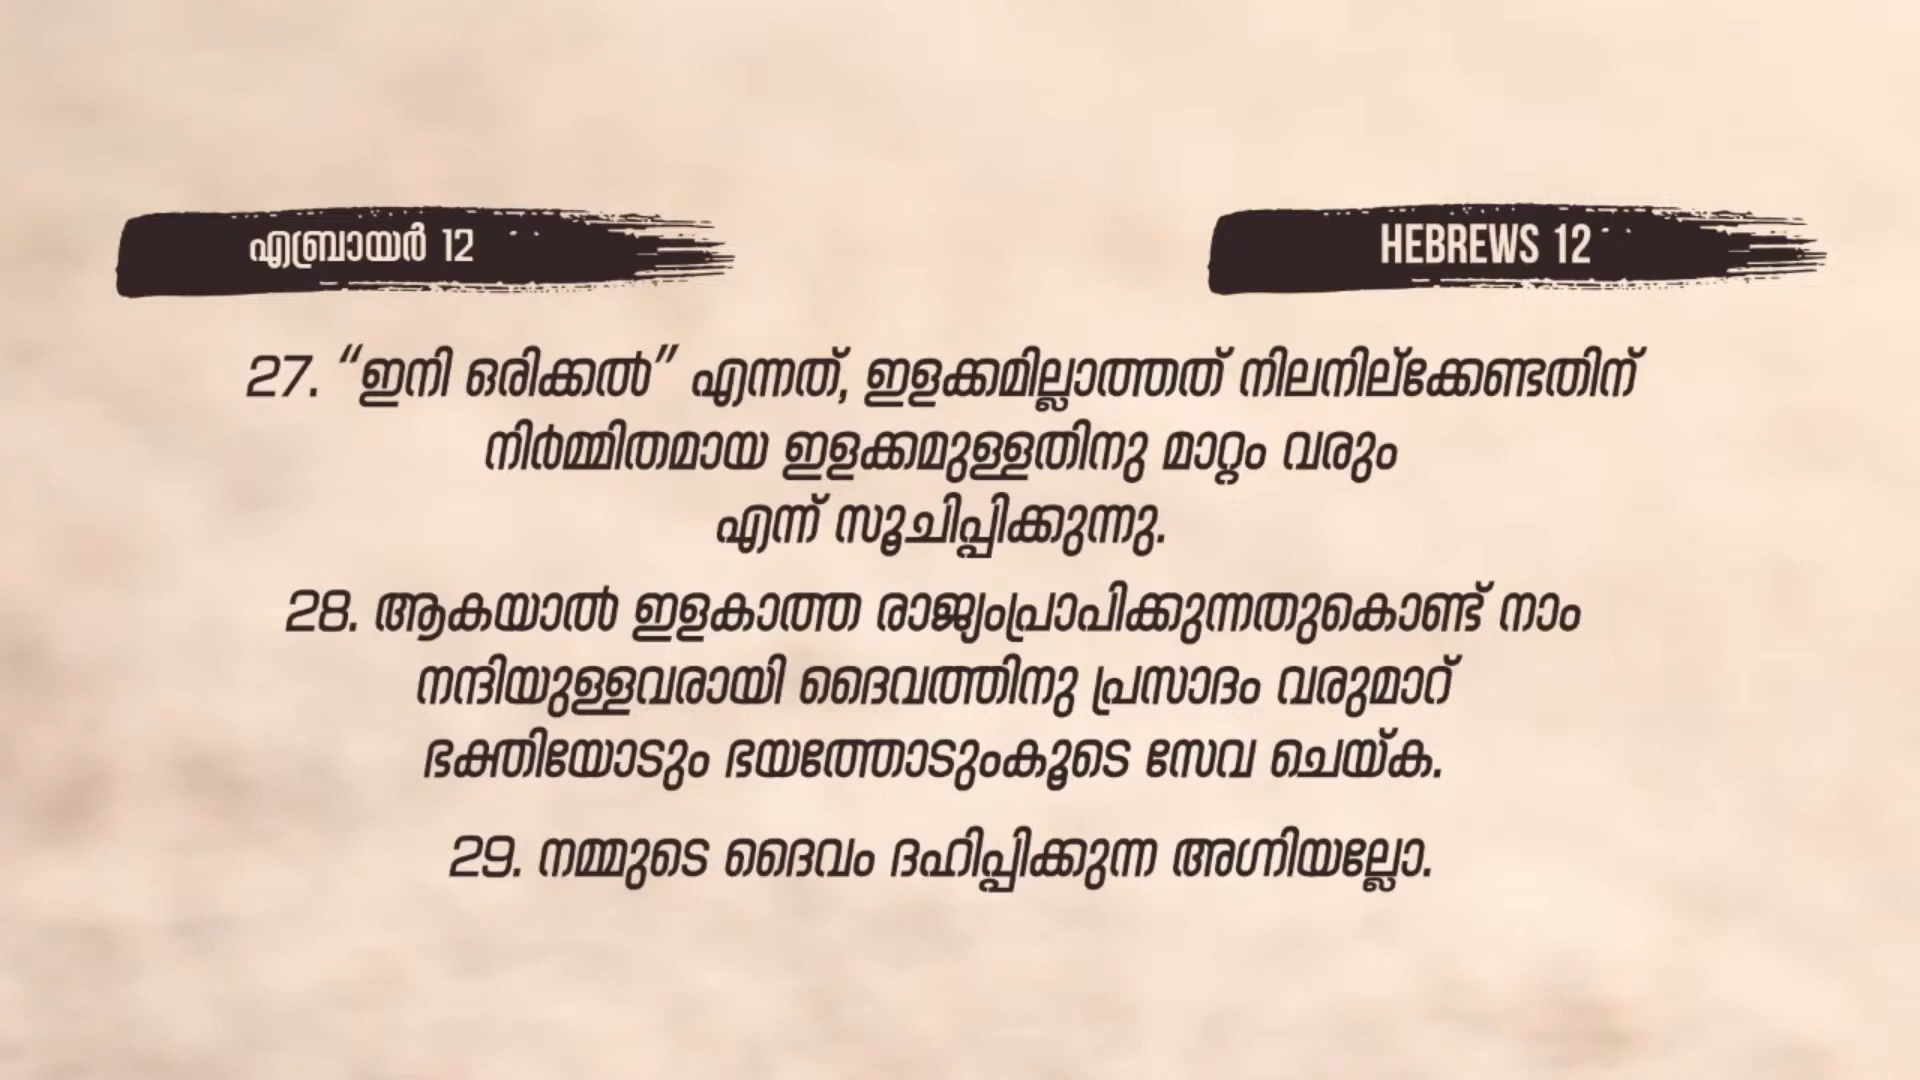 എബ്രായർ 12
HEBREWS 12
27. “ഇനി ഒരിക്കൽ” എന്നത്, ഇളക്കമില്ലാത്തത് നിലനില്ക്കേണ്ടതിന്
നിർമ്മിതമായ ഇളക്കമുള്ളതിനു മാറ്റം വരും
എന്ന് സൂചിപ്പിക്കുന്നു.
28. ആകയാൽ ഇളകാത്ത രാജ്യംപ്രാപിക്കുന്നതുകൊണ്ട് നാം
നന്ദിയുള്ളവരായി ദൈവത്തിനു പ്രസാദം വരുമാറ്
ഭക്തിയോടും ഭയത്തോടുംകൂടെ സേവ ചെയ്ക.
29. നമ്മുടെ ദൈവം ദഹിപ്പിക്കുന്ന അഗ്നിയല്ലോ.